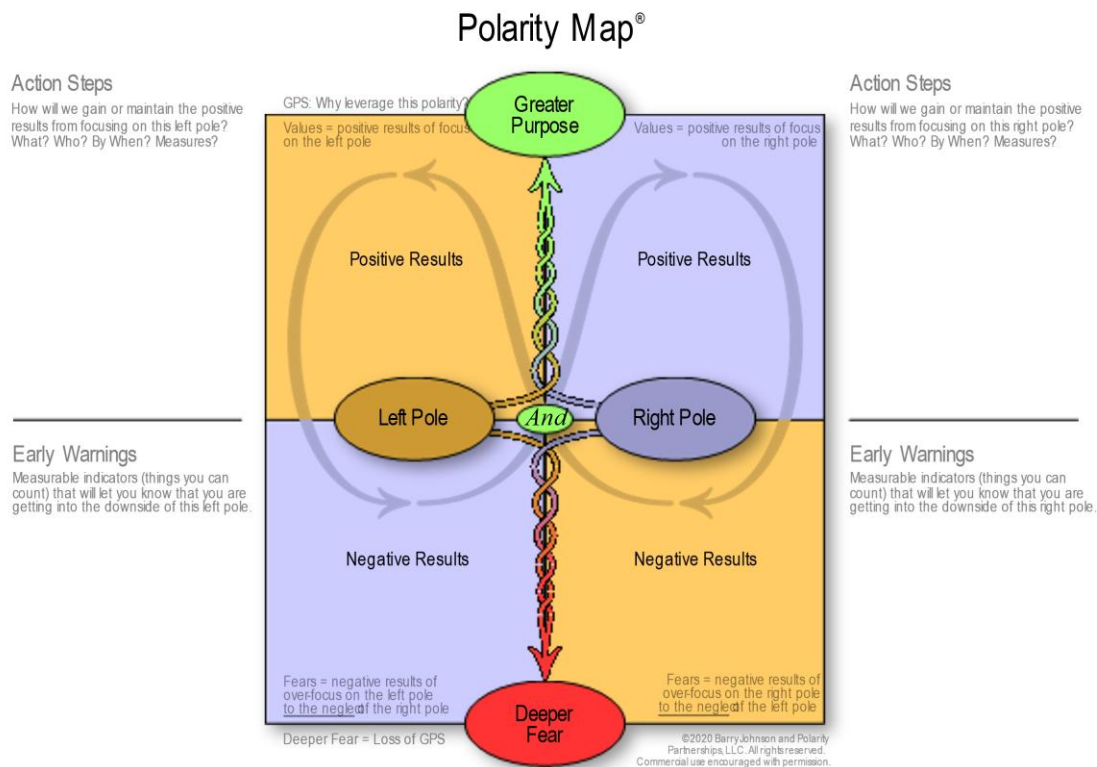 Polarity Map®
Action Steps
How will we gain or maintain the positive
results from focusing on this left pole?
What? Who? By When? Measures?
GPS: Why leverage this polarity?
Values = positive results of focus
on the left pole
Greater
Purpose
Values = positive results of focus
on the right pole
Action Steps
How will we gain or maintain the positive
results from focusing on this right pole?
What? Who? By When? Measures?
Positive Results
Positive Results
Left Pole
And
Right Pole
Early Warnings
Measurable indicators (things you can
count) that will let you know that you are
getting into the downside of this left pole.
Early Warnings
Measurable indicators (things you can
count) that will let you know that you are
getting into the downside of this right pole.
Negative Results
Negative Results
Fears = negative results of
over-focus on the left pole
to the neglect of the right pole
Fears = negative results of
over-focus on the right pole
to the neglect of the left pole
Deeper
Fear
Deeper Fear = Loss of GPS
©2020 Barry Johnson and Polarity
Partnerships, LLC. All rights reserved.
Commercial use encouraged with permission.